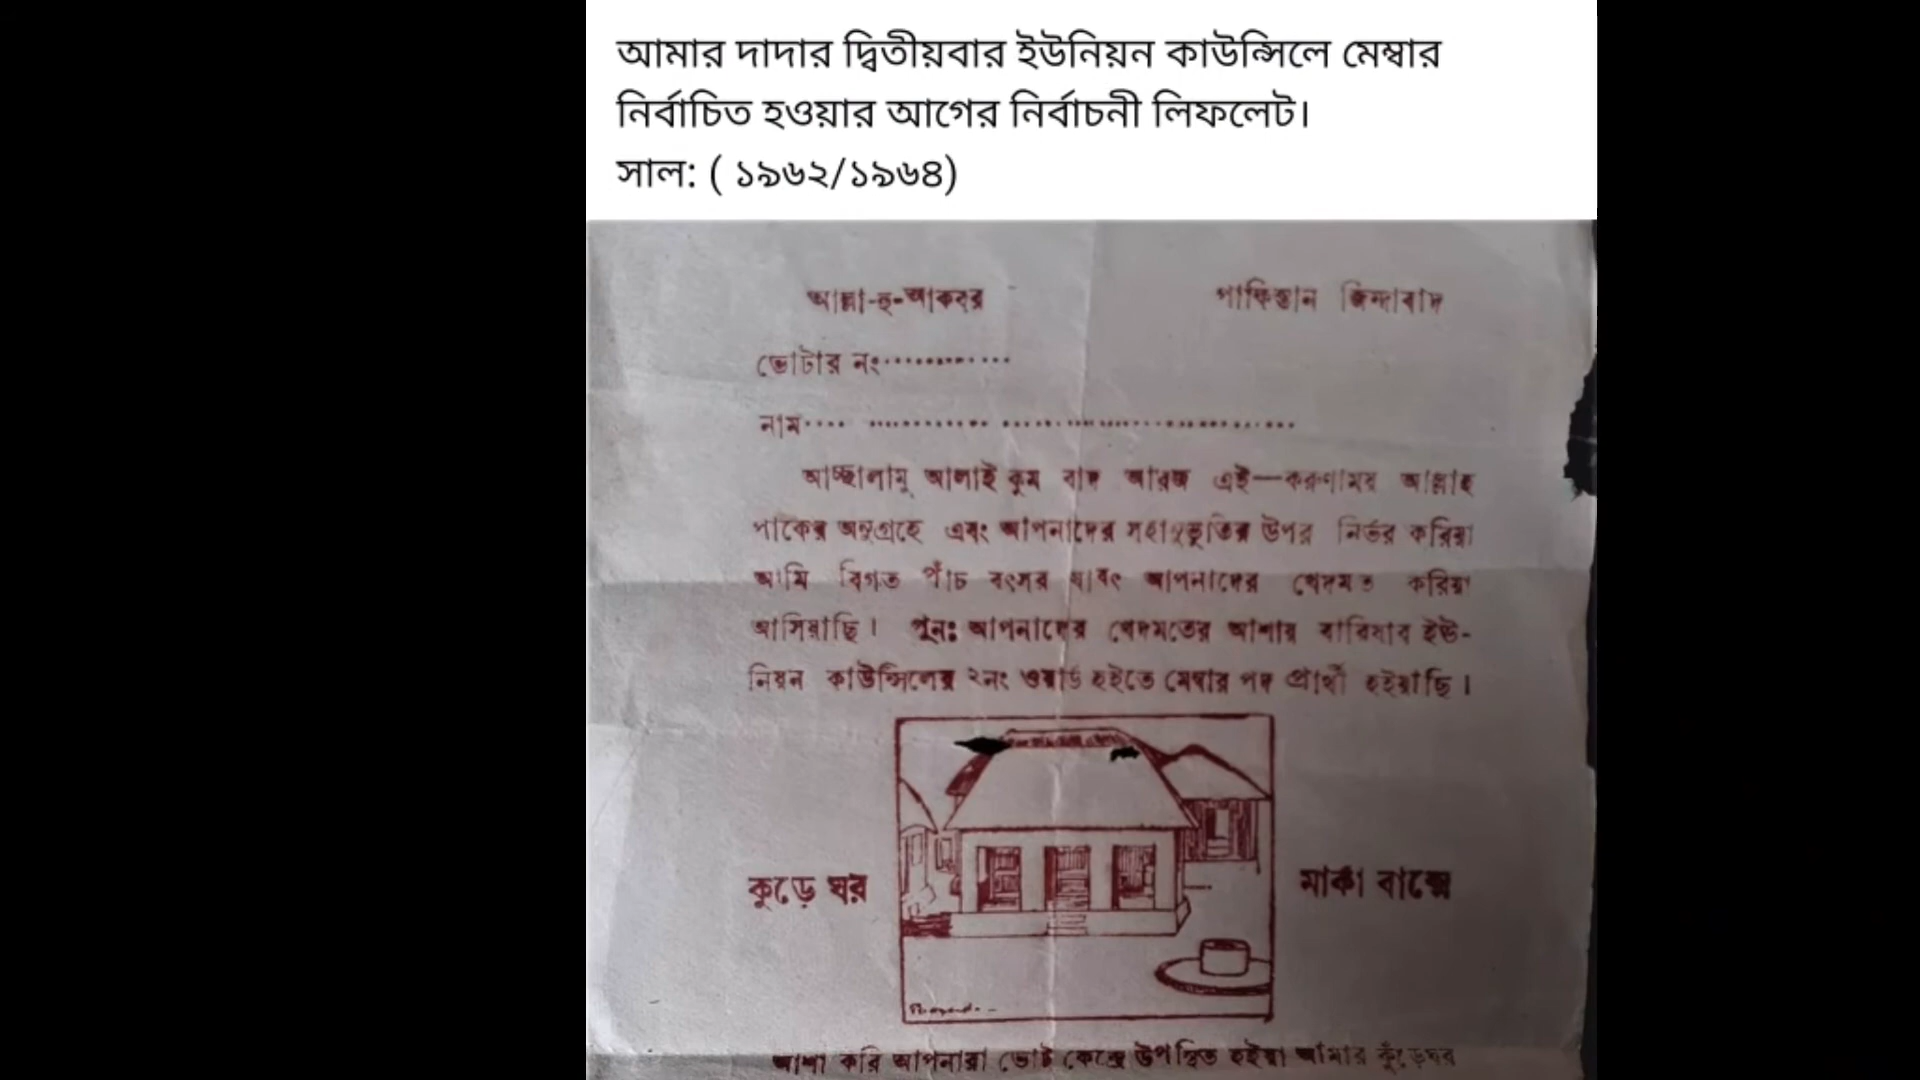 আমার দাদার দ্বিতীয়বার ইউনিয়ন কাউন্সিলে মেম্বার
নির্বাচিত হওয়ার আগের নির্বাচনী লিফলেট।
সাল: ( ১৯৬২/১৯৬৪)
আল্লা-হু-আকবর পাকিস্তান জিন্দাবাদ
ভোটার নং
নাম
আচ্ছালামু আলাই কুম বাদ আরজ এই—করুণাময় আল্লাহ
পাকের অনুগ্রহে এবং আপনাদের সহানুভূতির উপর নির্ভর করিয়া
আমি বিগত পাঁচ বৎসর যাবৎ আপনাদের খেদমত করিয়া
আসিয়াছি। পুনঃ আপনাদের খেদমতের আশায় বারিষাব ইউ-
নিয়ন কাউন্সিলের ২নং ওয়ার্ড হইতে মেম্বার পদ প্রার্থী হইয়াছি।
কুড়ে ঘর মার্কা বাক্সে
আশা করি আপনারা ভোট কেন্দ্রে উপস্থিত হইয়া আমার কুঁড়েঘর